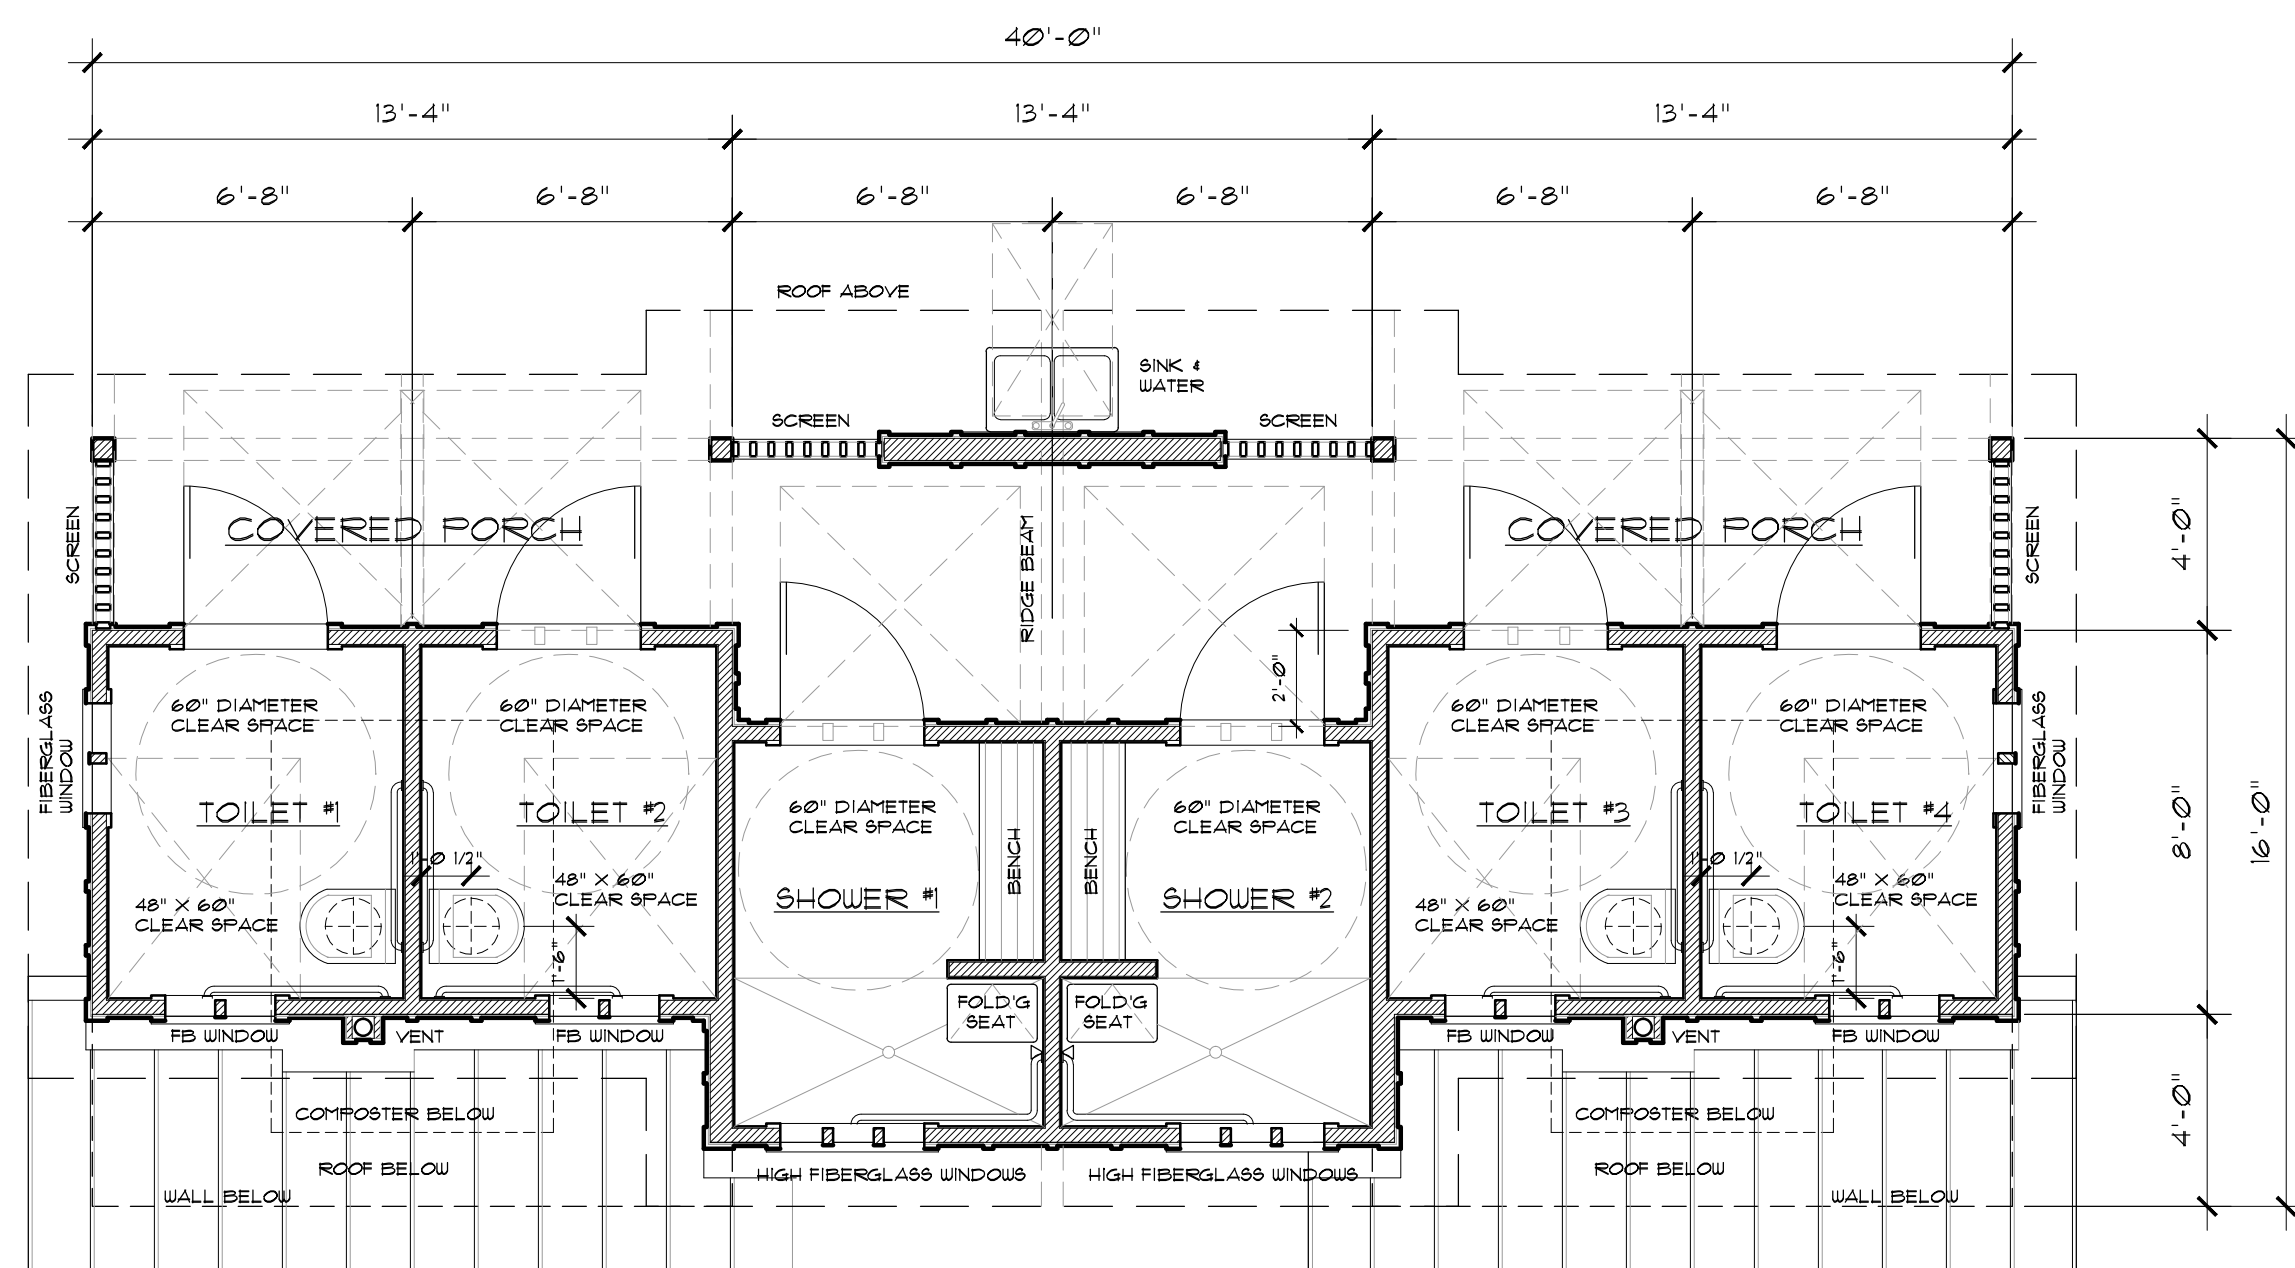 40'-0"
13'-4"
13'-4"
13'-4"
6'-8"
6'-8"
6'-8"
6'-8"
6'-8"
6'-8"
ROOF ABOVE
SINK &
WATER
SCREEN
SCREEN
SCREEN
COVERED PORCH
RIDGE BEAM
COVERED PORCH
SCREEN
4'-0"
2'-0"
FIBERGLASS
WINDOW
60" DIAMETER
CLEAR SPACE
60" DIAMETER
CLEAR SPACE
60" DIAMETER
CLEAR SPACE
60" DIAMETER
CLEAR SPACE
FIBERGLASS
WINDOW
TOILET #1
TOILET #2
60" DIAMETER
CLEAR SPACE
BENCH
BENCH
60" DIAMETER
CLEAR SPACE
TOILET #3
TOILET #4
8'-0"
16'-0"
1'-0 1/2"
1'-0 1/2"
48" X 60"
CLEAR SPACE
48" X 60"
CLEAR SPACE
SHOWER #1
SHOWER #2
48" X 60"
CLEAR SPACE
48" X 60"
CLEAR SPACE
1'-6"
1'-6"
FOLD'G
SEAT
FOLD'G
SEAT
FB WINDOW
VENT
FB WINDOW
FB WINDOW
VENT
FB WINDOW
4'-0"
COMPOSTER BELOW
COMPOSTER BELOW
ROOF BELOW
HIGH FIBERGLASS WINDOWS
HIGH FIBERGLASS WINDOWS
ROOF BELOW
WALL BELOW
WALL BELOW